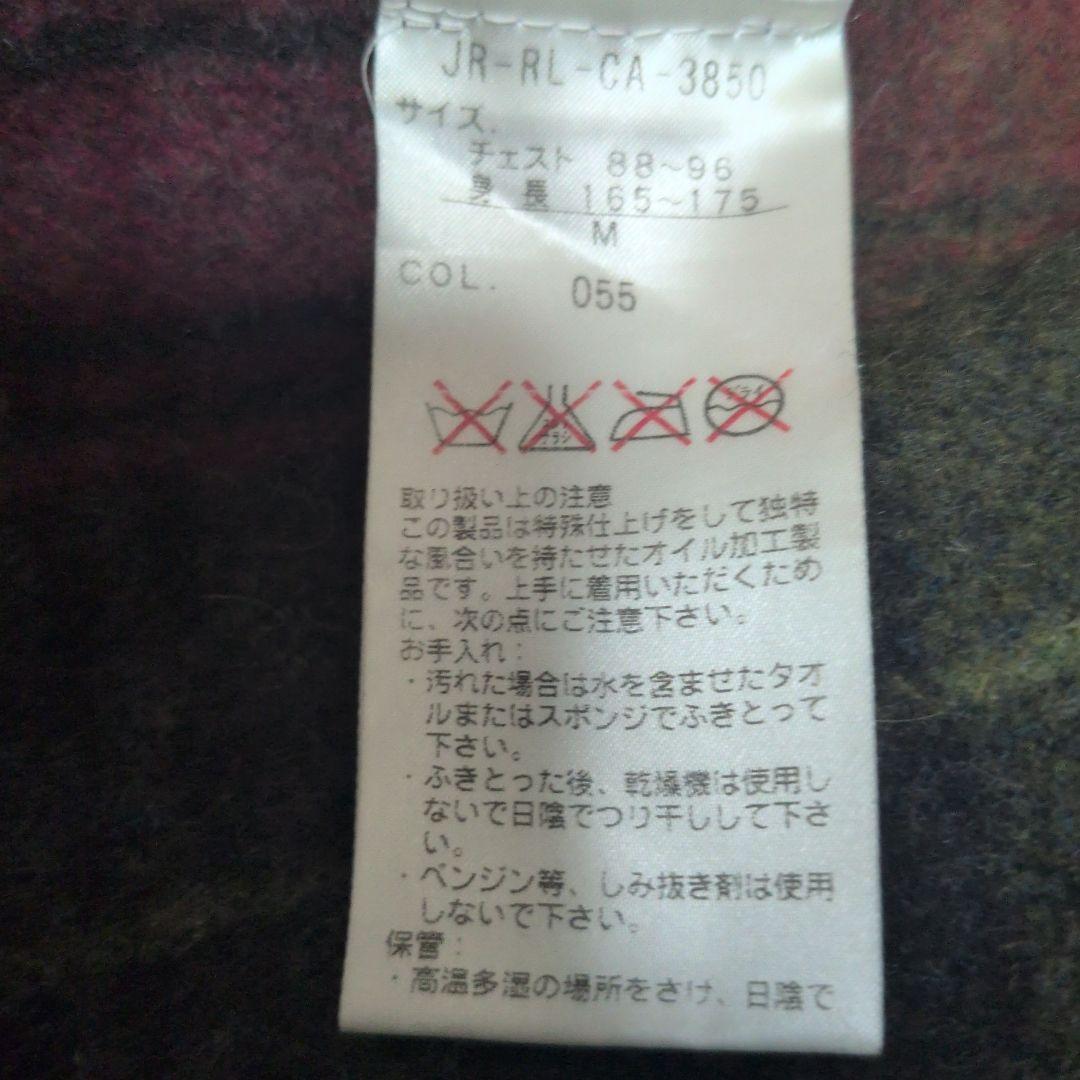 JR-RL-CA-3850
サイズ.
チェスト 88~96
身 長 165~175
M
COL. 055
ドライ
取り扱い上の注意
この製品は特殊仕上げをして独特
な風合いを持たせたオイル加工製
品です。上手に着用いただくため
に、次の点にご注意下さい。
お手入れ:
・汚れた場合は水を含ませたタオ
ルまたはスポンジでふきとって
下さい。
・ふきとった後、乾燥機は使用し
ないで日陰でつり干しして下さ
い。
・ベンジン等、しみ抜き剤は使用
しないで下さい。
保管:
・高温多湿の場所をさけ、日陰で